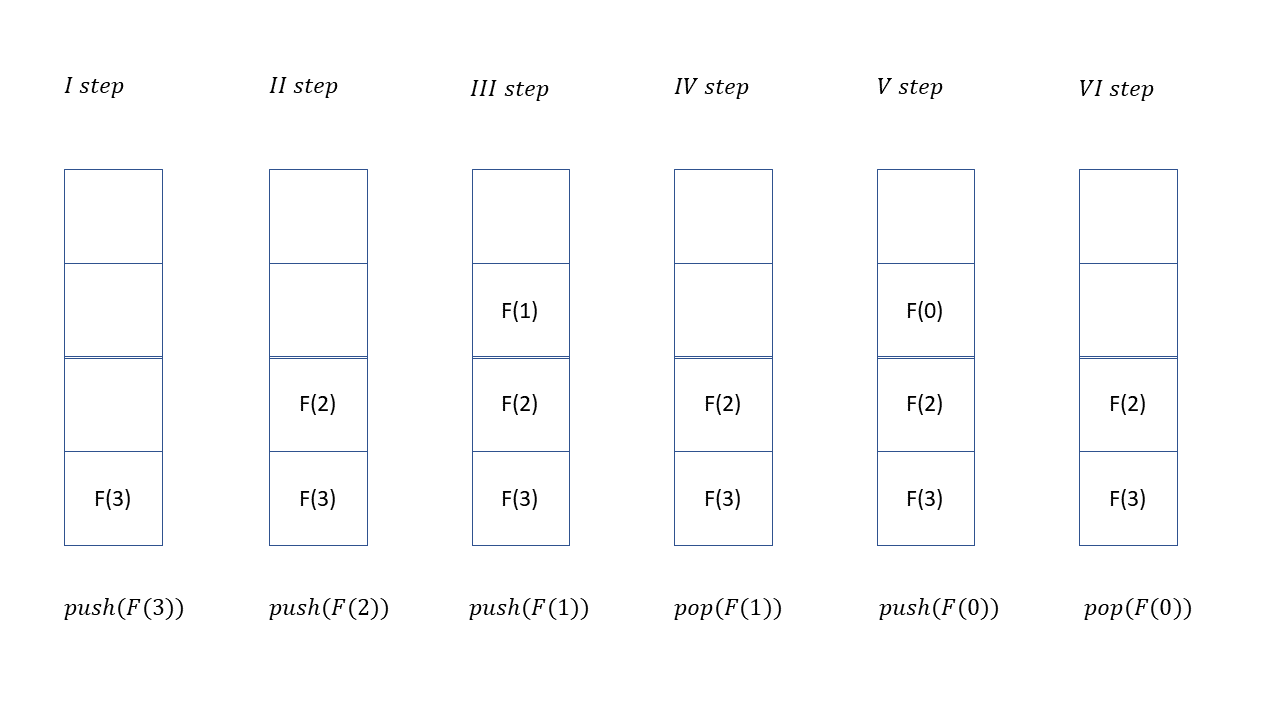 I step II step III step IV step V step VI step
F(1) F(0)
F(2) F(2) F(2) F(2) F(2)
F(3) F(3) F(3) F(3) F(3) F(3)
push(F(3)) push(F(2)) push(F(1)) pop(F(1)) push(F(0)) pop(F(0))